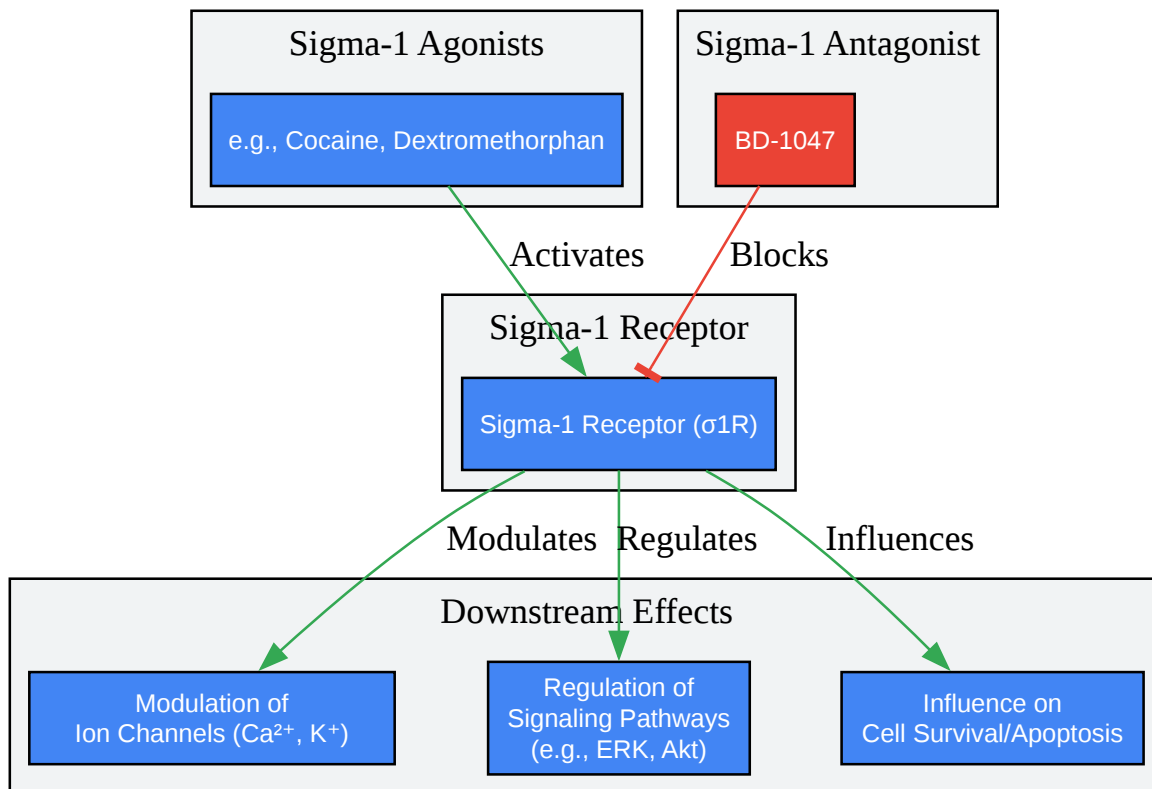 Sigma-1 Agonists
Sigma-1 Antagonist
e.g., Cocaine, Dextromethorphan
BD-1047
Activates
Blocks
Sigma-1 Receptor
Sigma-1 Receptor (σ1R)
Modulates
Regulates
Influences
Downstream Effects
Modulation of
Ion Channels (Ca²⁺, K⁺)
Regulation of
Signaling Pathways
(e.g., ERK, Akt)
Influence on
Cell Survival/Apoptosis